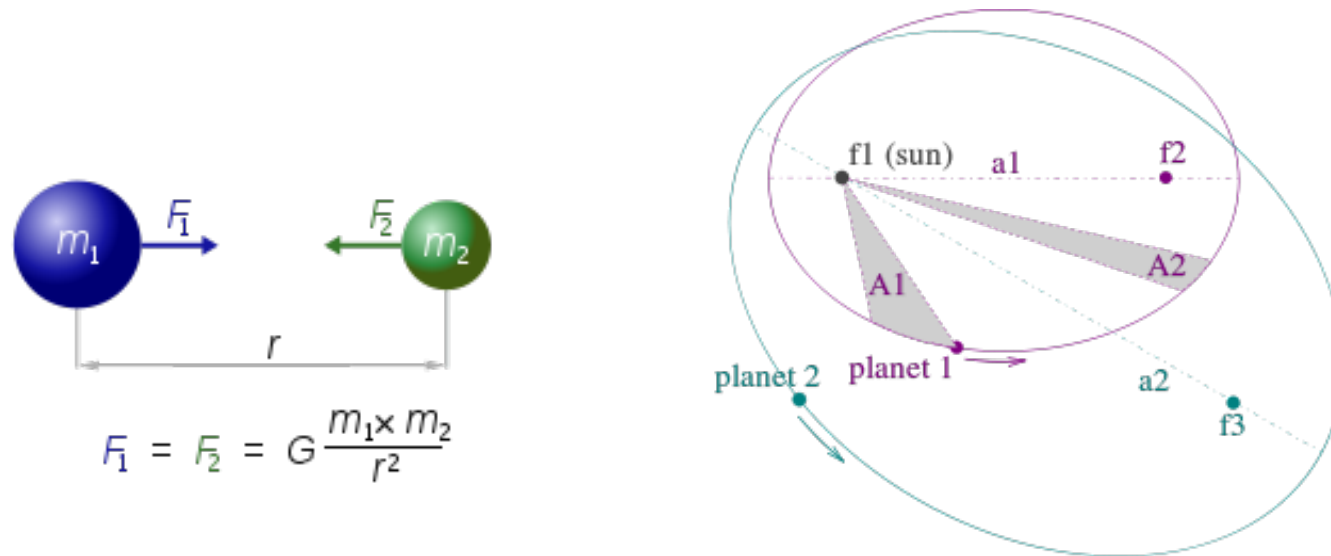 F₁
F₂
m₁
m₂
r
F₁ = F₂ = G m₁ × m₂ / r²
f1 (sun)
a1
f2
A1
A2
planet 1
planet 2
a2
f3